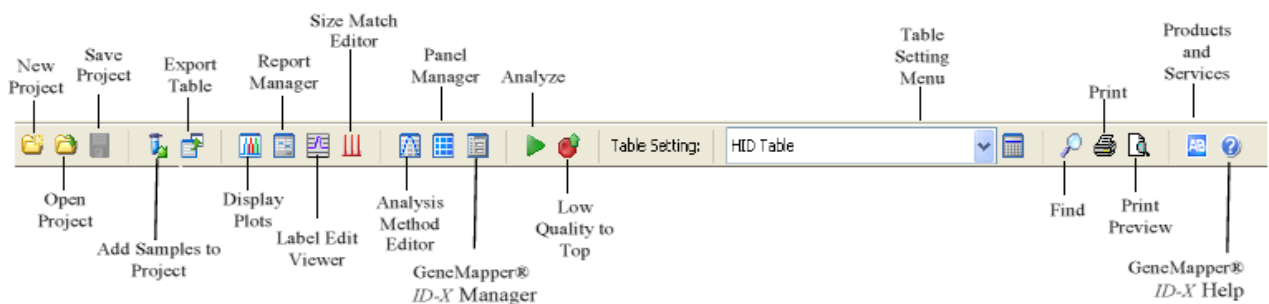 New
Project
Save
Project
Export
Table
Report
Manager
Size Match
Editor
Panel
Manager
Analyze
Table
Setting
Menu
Print
Products
and
Services
Table Setting:
HID Table
AB
?
Open
Project
Add Samples to
Project
Display
Plots
Label Edit
Viewer
Analysis
Method
Editor
GeneMapper®
ID-X Manager
Low
Quality to
Top
Find
Print
Preview
GeneMapper®
ID-X Help